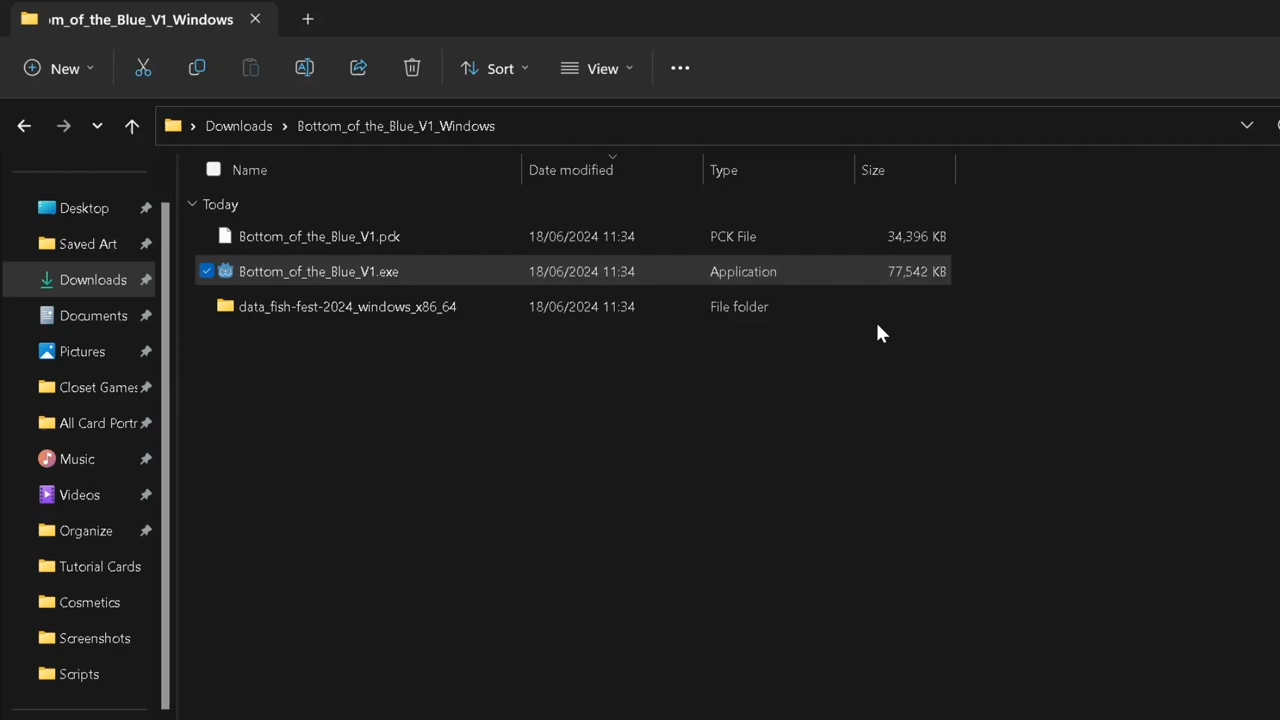 om_of_the_Blue_V1_Windows
New
Sort
View
Downloads
Bottom_of_the_Blue_V1_Windows
Name
Date modified
Type
Size
Today
Bottom_of_the_Blue_V1.pck
18/06/2024 11:34
PCK File
34,396 KB
Bottom_of_the_Blue_V1.exe
18/06/2024 11:34
Application
77,542 KB
data_fish-fest-2024_windows_x86_64
18/06/2024 11:34
File folder
Desktop
Saved Art
Downloads
Documents
Pictures
Closet Games
All Card Portr
Music
Videos
Organize
Tutorial Cards
Cosmetics
Screenshots
Scripts